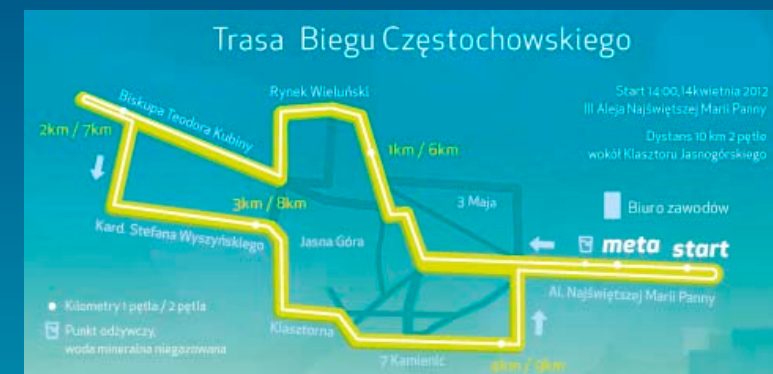 Trasa Biegu Częstochowskiego
Start 14:00, 14 kwietnia 2012
III Aleja Najświętszej Marii Panny
Dystans 10 km 2 pętle
wokół Klasztoru Jasnogórskiego
Biskupa Teodora Kubiny
Rynek Wieluński
2km / 7km
1km / 6km
3km / 8km
3 Maja
Biuro zawodów
Kard. Stefana Wyszyńskiego
Jasna Góra
meta start
Al. Najświętszej Marii Panny
Kilometry 1 pętla / 2 pętla
Punkt odżywczy,
woda mineralna niegazowana
Klasztorna
7 Kamienic
4km / 9km